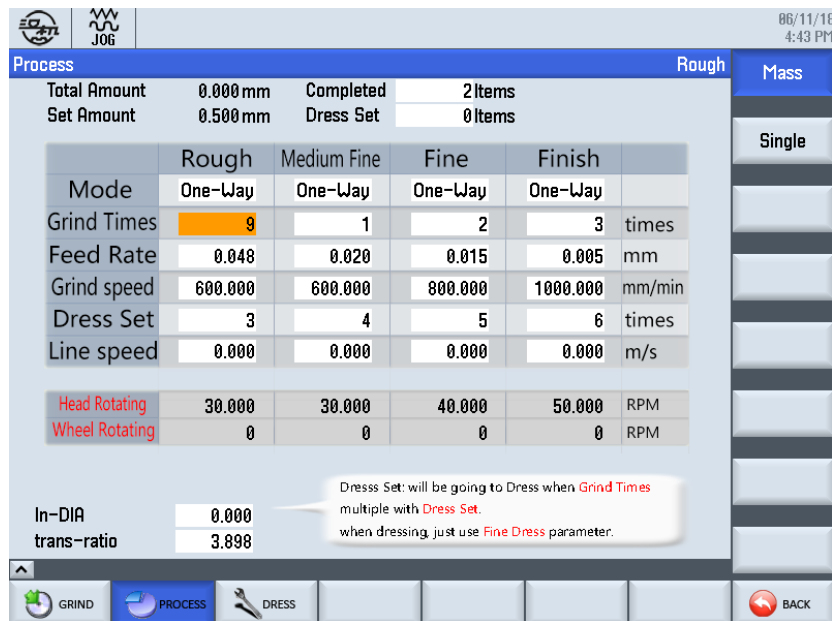 06/11/18
JOG
4:43 PM
Process Rough
Mass
Total Amount 0.000 mm Completed 2 Items
Set Amount 0.500 mm Dress Set 0 Items
Single
Rough Medium Fine Fine Finish
Mode One-Way One-Way One-Way One-Way
Grind Times 9 1 2 3 times
Feed Rate 0.048 0.020 0.015 0.005 mm
Grind speed 600.000 600.000 800.000 1000.000 mm/min
Dress Set 3 4 5 6 times
Line speed 0.000 0.000 0.000 0.000 m/s
Head Rotating 30.000 30.000 40.000 50.000 RPM
Wheel Rotating 0 0 0 0 RPM
Dresss Set: will be going to Dress when Grind Times
multiple with Dress Set.
when dressing, just use Fine Dress parameter.
In-DIA 0.000
trans-ratio 3.898
GRIND PROCESS DRESS BACK